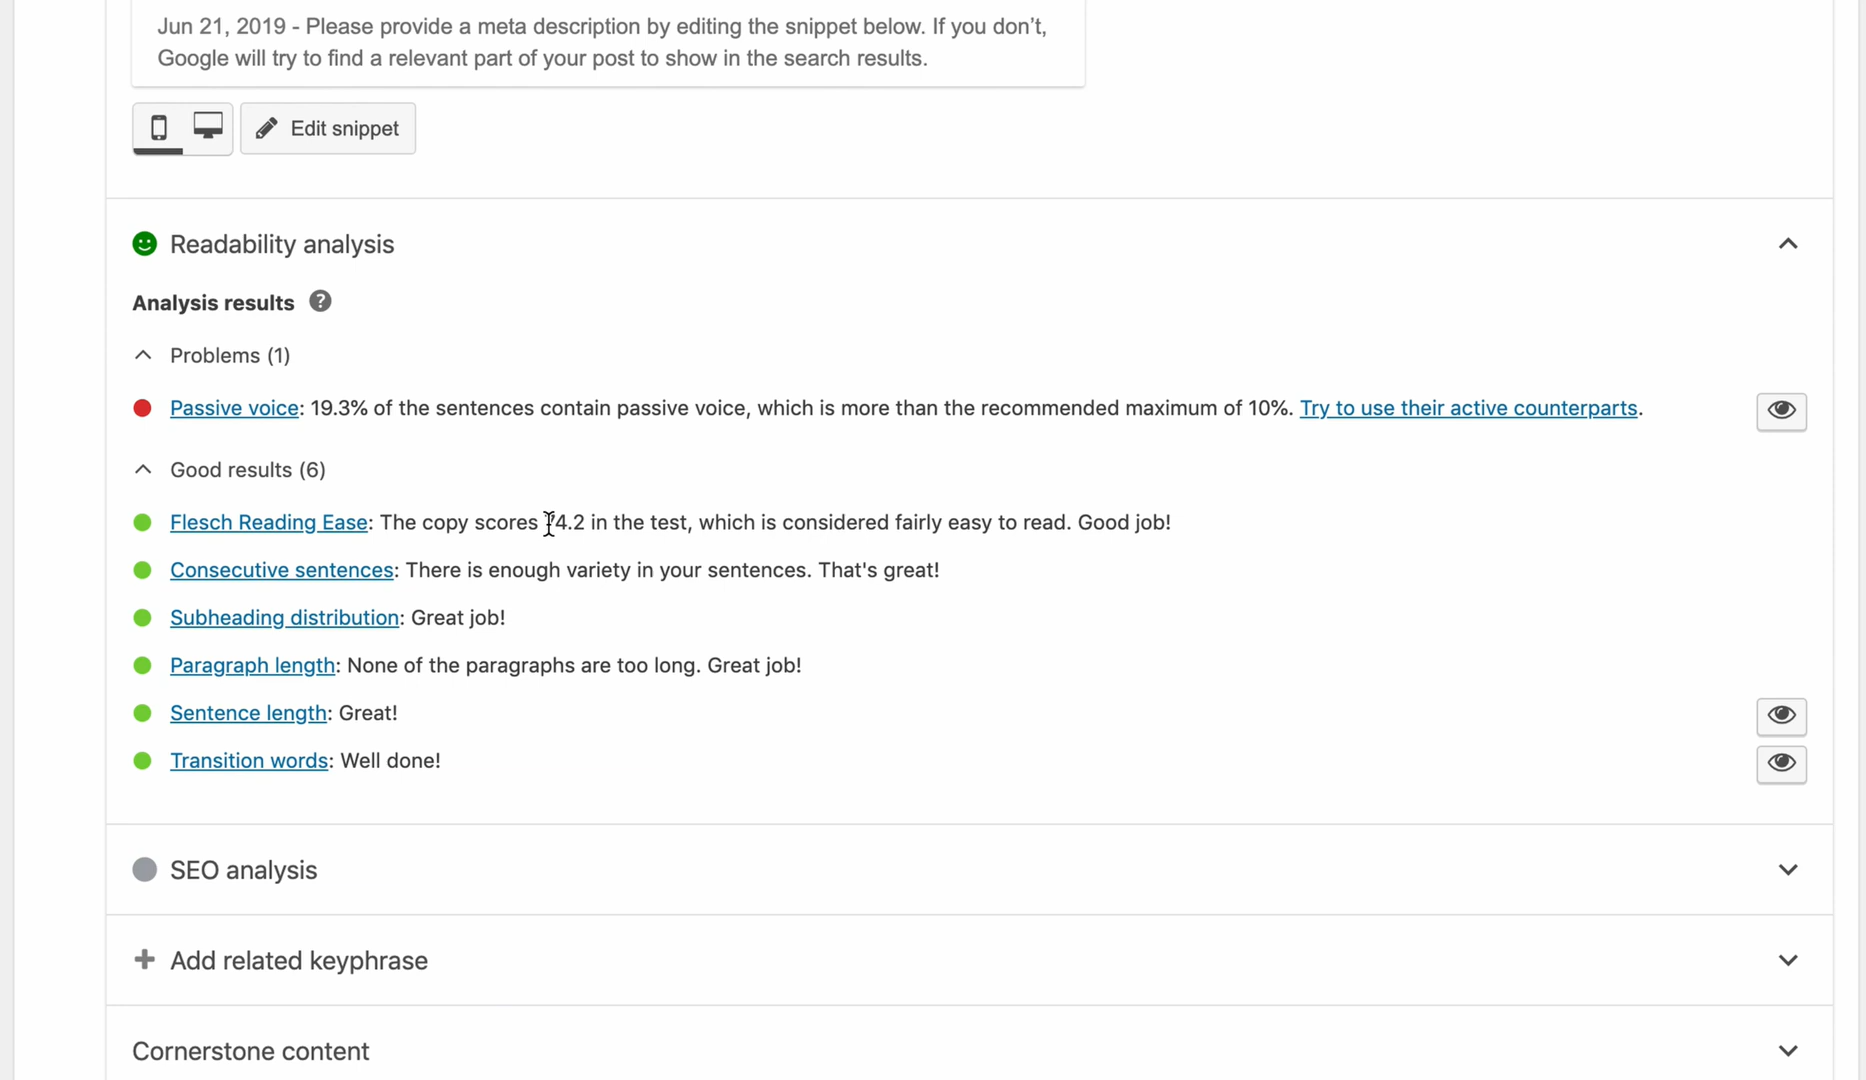 Jun 21, 2019 - Please provide a meta description by editing the snippet below. If you don’t,
Google will try to find a relevant part of your post to show in the search results.
Edit snippet
Readability analysis
Analysis results ?
Problems (1)
Passive voice: 19.3% of the sentences contain passive voice, which is more than the recommended maximum of 10%. Try to use their active counterparts.
Good results (6)
Flesch Reading Ease: The copy scores 74.2 in the test, which is considered fairly easy to read. Good job!
Consecutive sentences: There is enough variety in your sentences. That's great!
Subheading distribution: Great job!
Paragraph length: None of the paragraphs are too long. Great job!
Sentence length: Great!
Transition words: Well done!
SEO analysis
Add related keyphrase
Cornerstone content